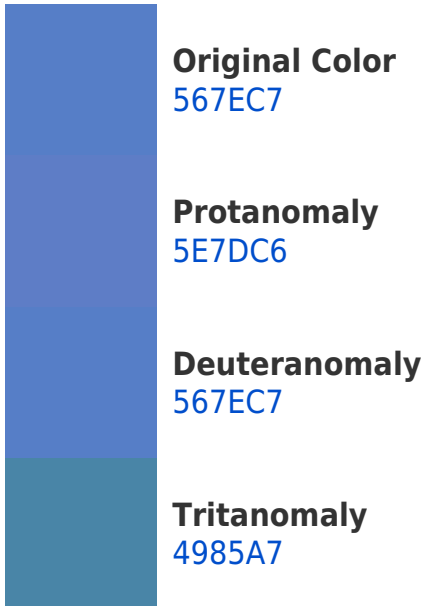 Original Color
567EC7
Protanomaly
5E7DC6
Deuteranomaly
567EC7
Tritanomaly
4985A7